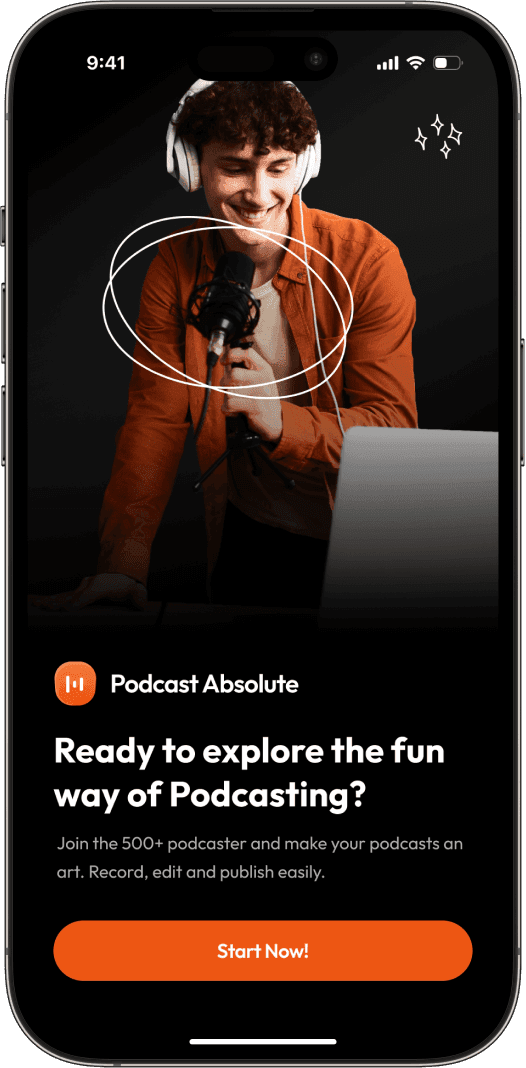 9:41
Podcast Absolute
Ready to explore the fun
way of Podcasting?
Join the 500+ podcaster and make your podcasts an
art. Record, edit and publish easily.
Start Now!